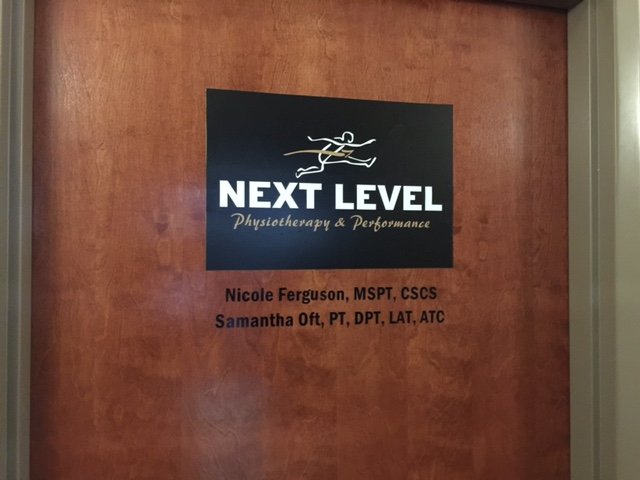 NEXT LEVEL
Physiotherapy & Performance
Nicole Ferguson, MSPT, CSCS
Samantha Oft, PT, DPT, LAT, ATC